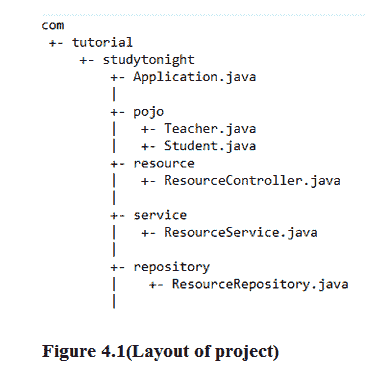 com
+- tutorial
+- studytonight
+- Application.java
|
+- pojo
| +- Teacher.java
| +- Student.java
+- resource
| +- ResourceController.java
|
+- service
| +- ResourceService.java
|
+- repository
| +- ResourceRepository.java
|
Figure 4.1(Layout of project)